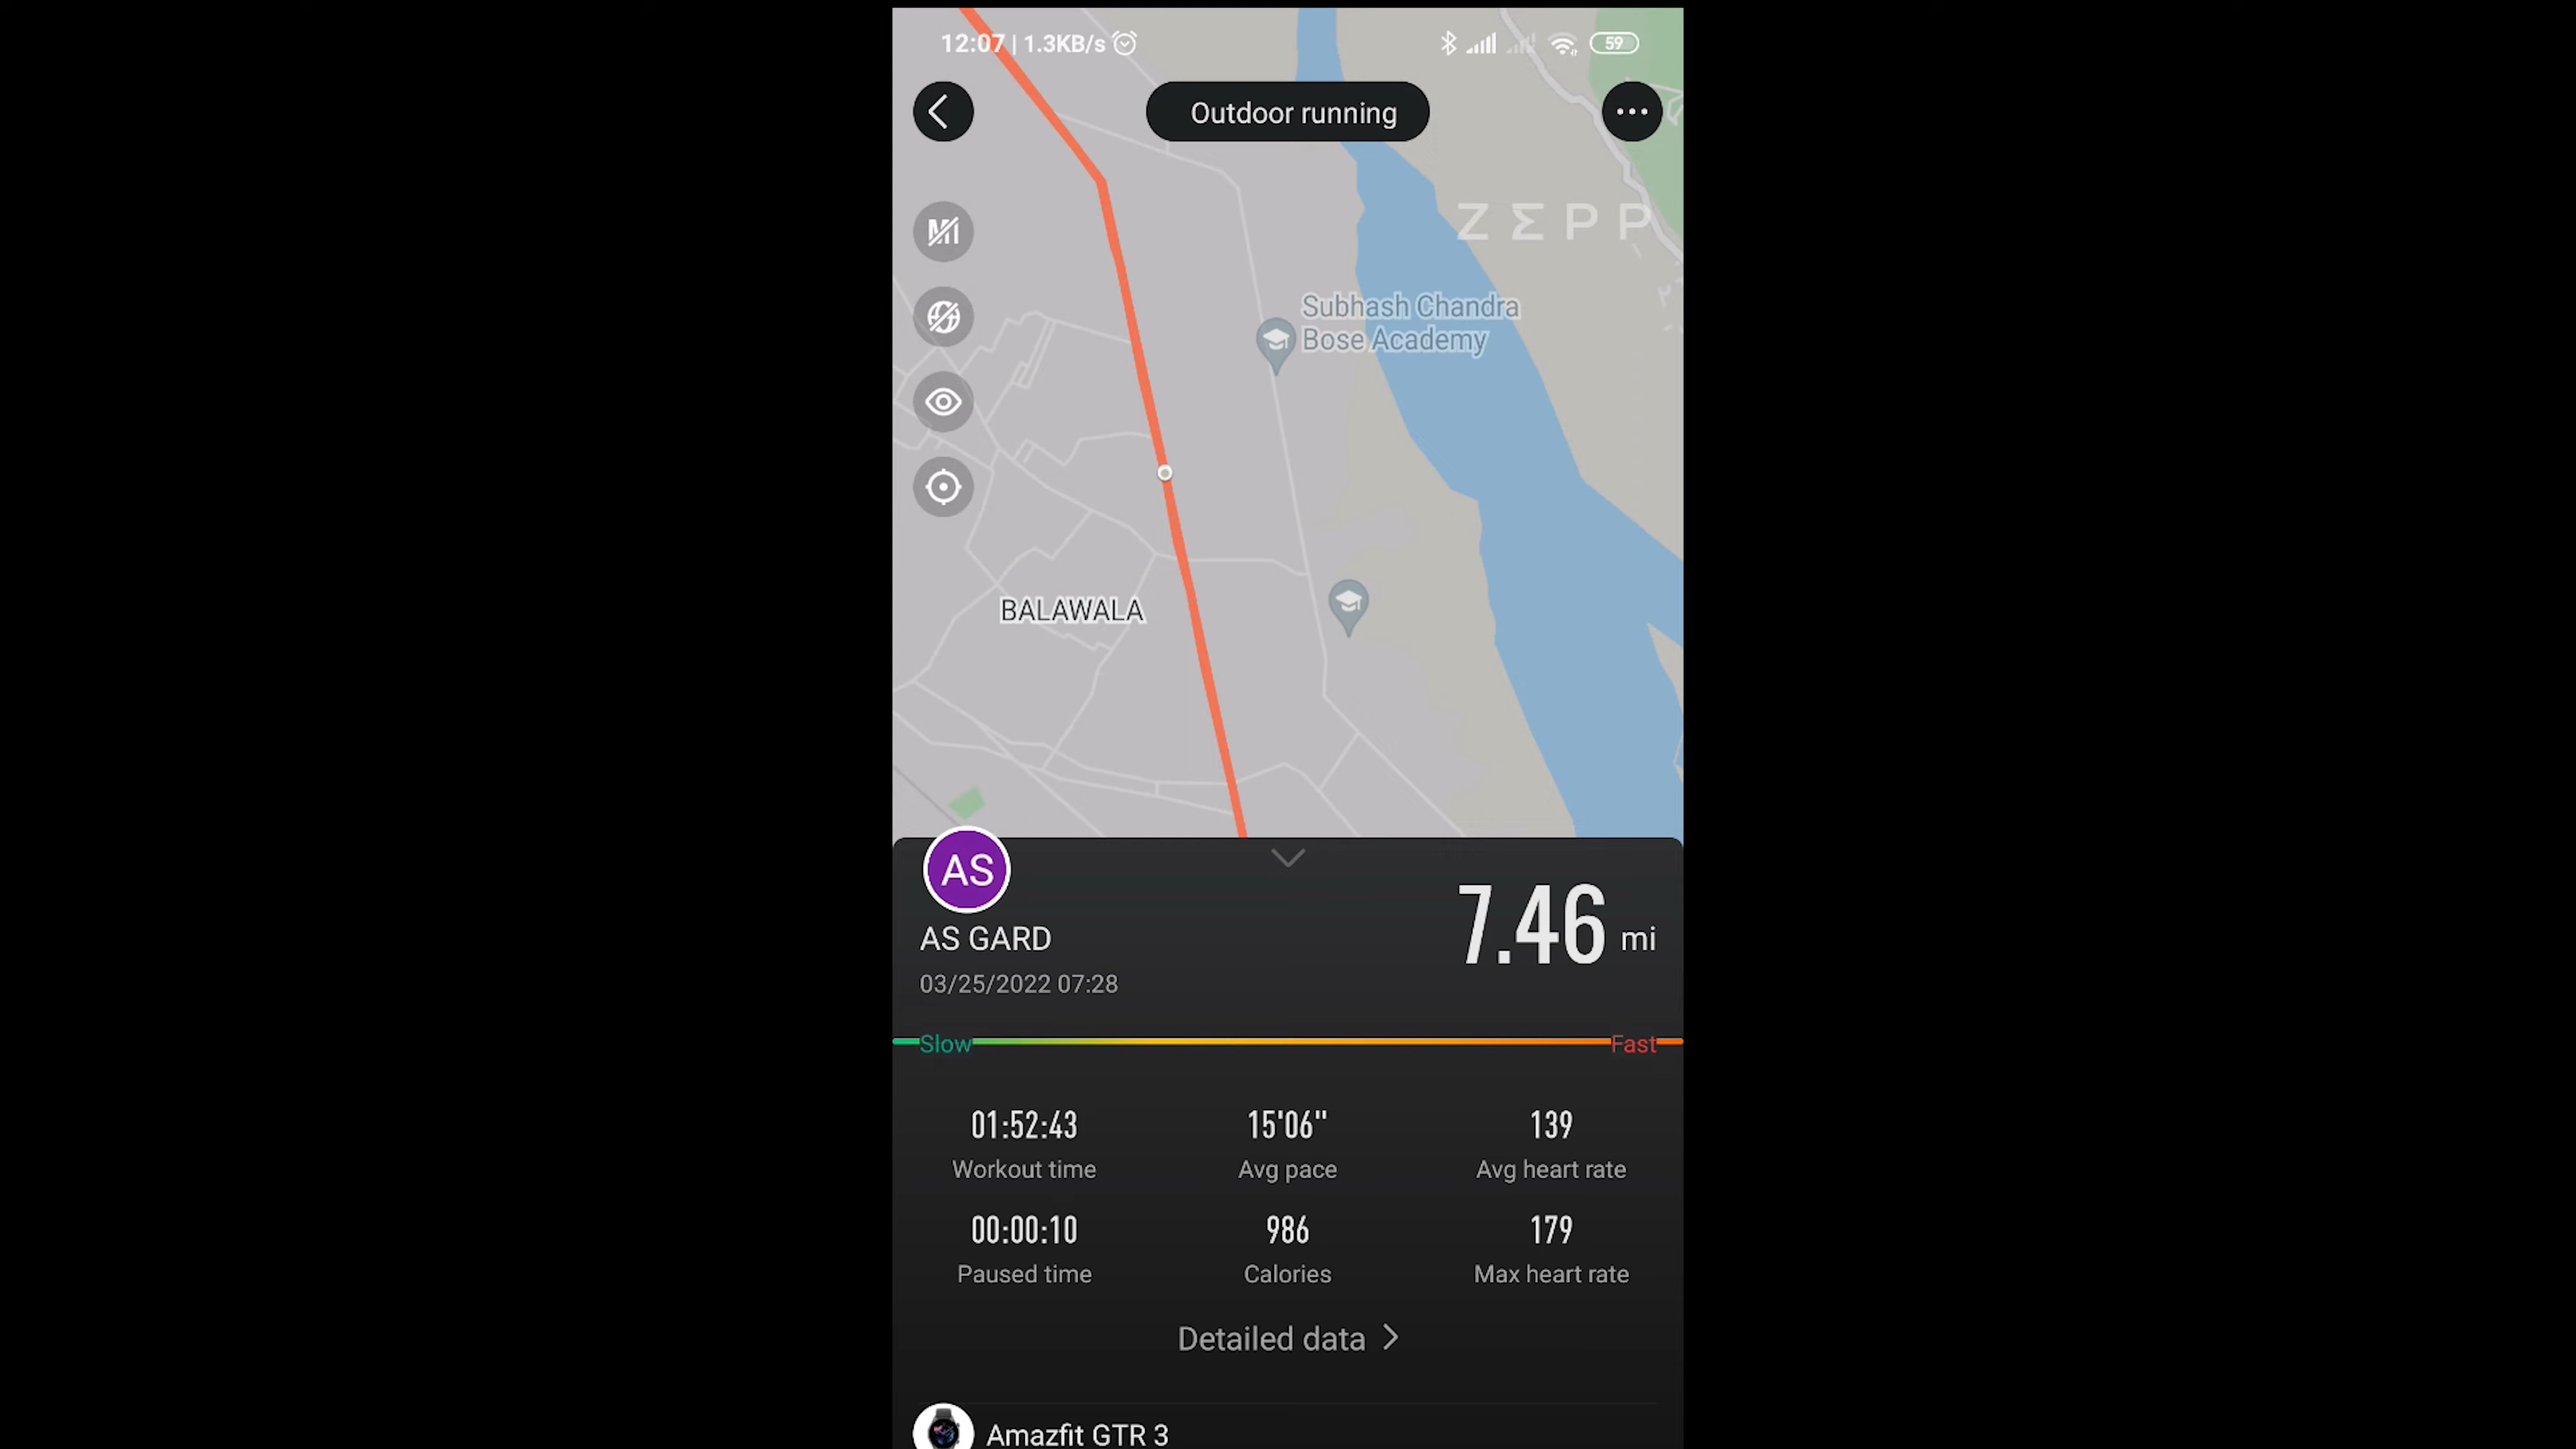 12:07 | 1.3KB/s
59
Outdoor running
ZEPP
Subhash Chandra
Bose Academy
BALAWALA
AS
AS GARD
7.46 mi
03/25/2022 07:28
Slow
Fast
01:52:43
Workout time
15'06"
Avg pace
139
Avg heart rate
00:00:10
Paused time
986
Calories
179
Max heart rate
Detailed data
Amazfit GTR 3